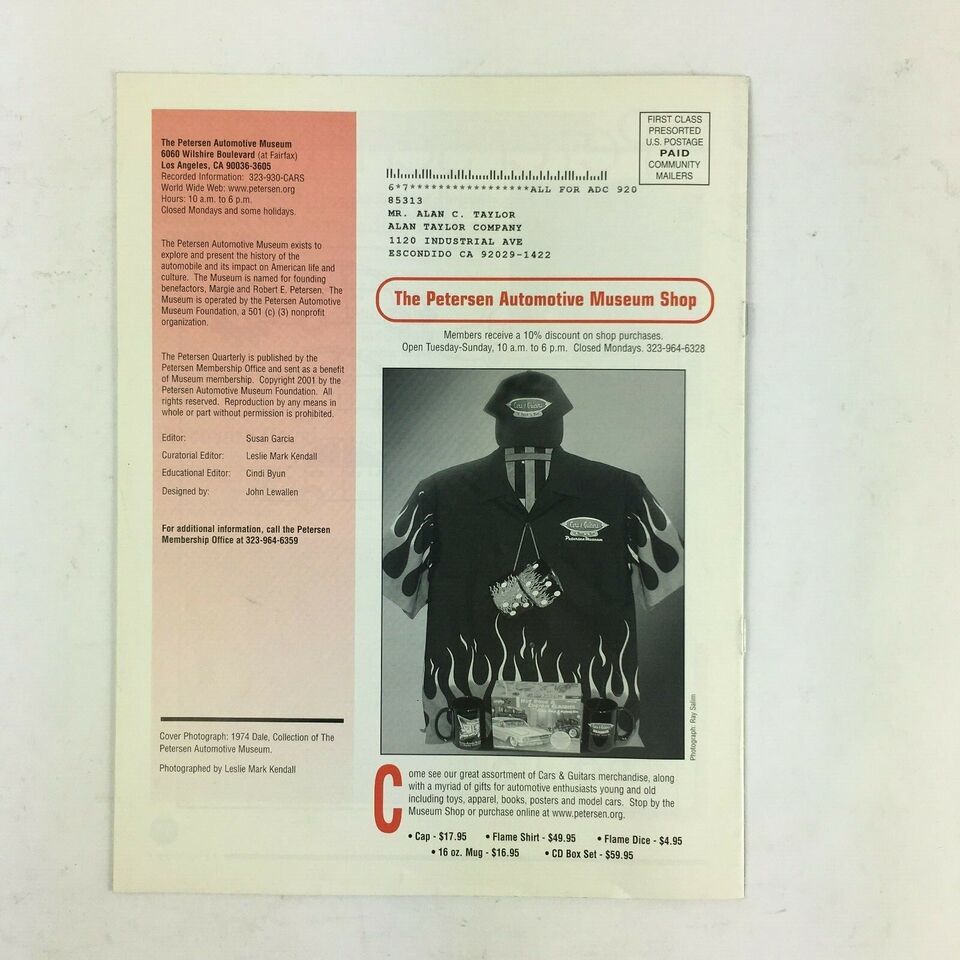 The Petersen Automotive Museum
6060 Wilshire Boulevard (at Fairfax)
Los Angeles, CA 90036-3605
Recorded Information: 323-930-CARS
World Wide Web: www.petersen.org
Hours: 10 a.m. to 6 p.m.
Closed Mondays and some holidays.
The Petersen Automotive Museum exists to
explore and present the history of the
automobile and its impact on American life and
culture. The Museum is named for founding
benefactors, Margie and Robert E. Petersen. The
Museum is operated by the Petersen Automotive
Museum Foundation, a 501 (c) (3) nonprofit
organization.
The Petersen Quarterly is published by the
Petersen Membership Office and sent as a benefit
of Museum membership. Copyright 2001 by the
Petersen Automotive Museum Foundation. All
rights reserved. Reproduction by any means in
whole or part without permission is prohibited.
Editor: Susan Garcia
Curatorial Editor: Leslie Mark Kendall
Educational Editor: Cindi Byun
Designed by: John Lewallen
For additional information, call the Petersen
Membership Office at 323-964-6359
Cover Photograph: 1974 Dale, Collection of The
Petersen Automotive Museum.
Photographed by Leslie Mark Kendall
FIRST CLASS
PRESORTED
U.S. POSTAGE
PAID
COMMUNITY
MAILERS
6*7******************ALL FOR ADC 920
85313
MR. ALAN C. TAYLOR
ALAN TAYLOR COMPANY
1120 INDUSTRIAL AVE
ESCONDIDO CA 92029-1422
The Petersen Automotive Museum Shop
Members receive a 10% discount on shop purchases.
Open Tuesday-Sunday, 10 a.m. to 6 p.m. Closed Mondays. 323-964-6328
Cars & Guitars
Cars & Guitars
Petersen Museum
Photograph: Ray Salim
Come see our great assortment of Cars & Guitars merchandise, along
with a myriad of gifts for automotive enthusiasts young and old
including toys, apparel, books, posters and model cars. Stop by the
Museum Shop or purchase online at www.petersen.org.
• Cap - $17.95 • Flame Shirt - $49.95 • Flame Dice - $4.95
• 16 oz. Mug - $16.95 • CD Box Set - $59.95